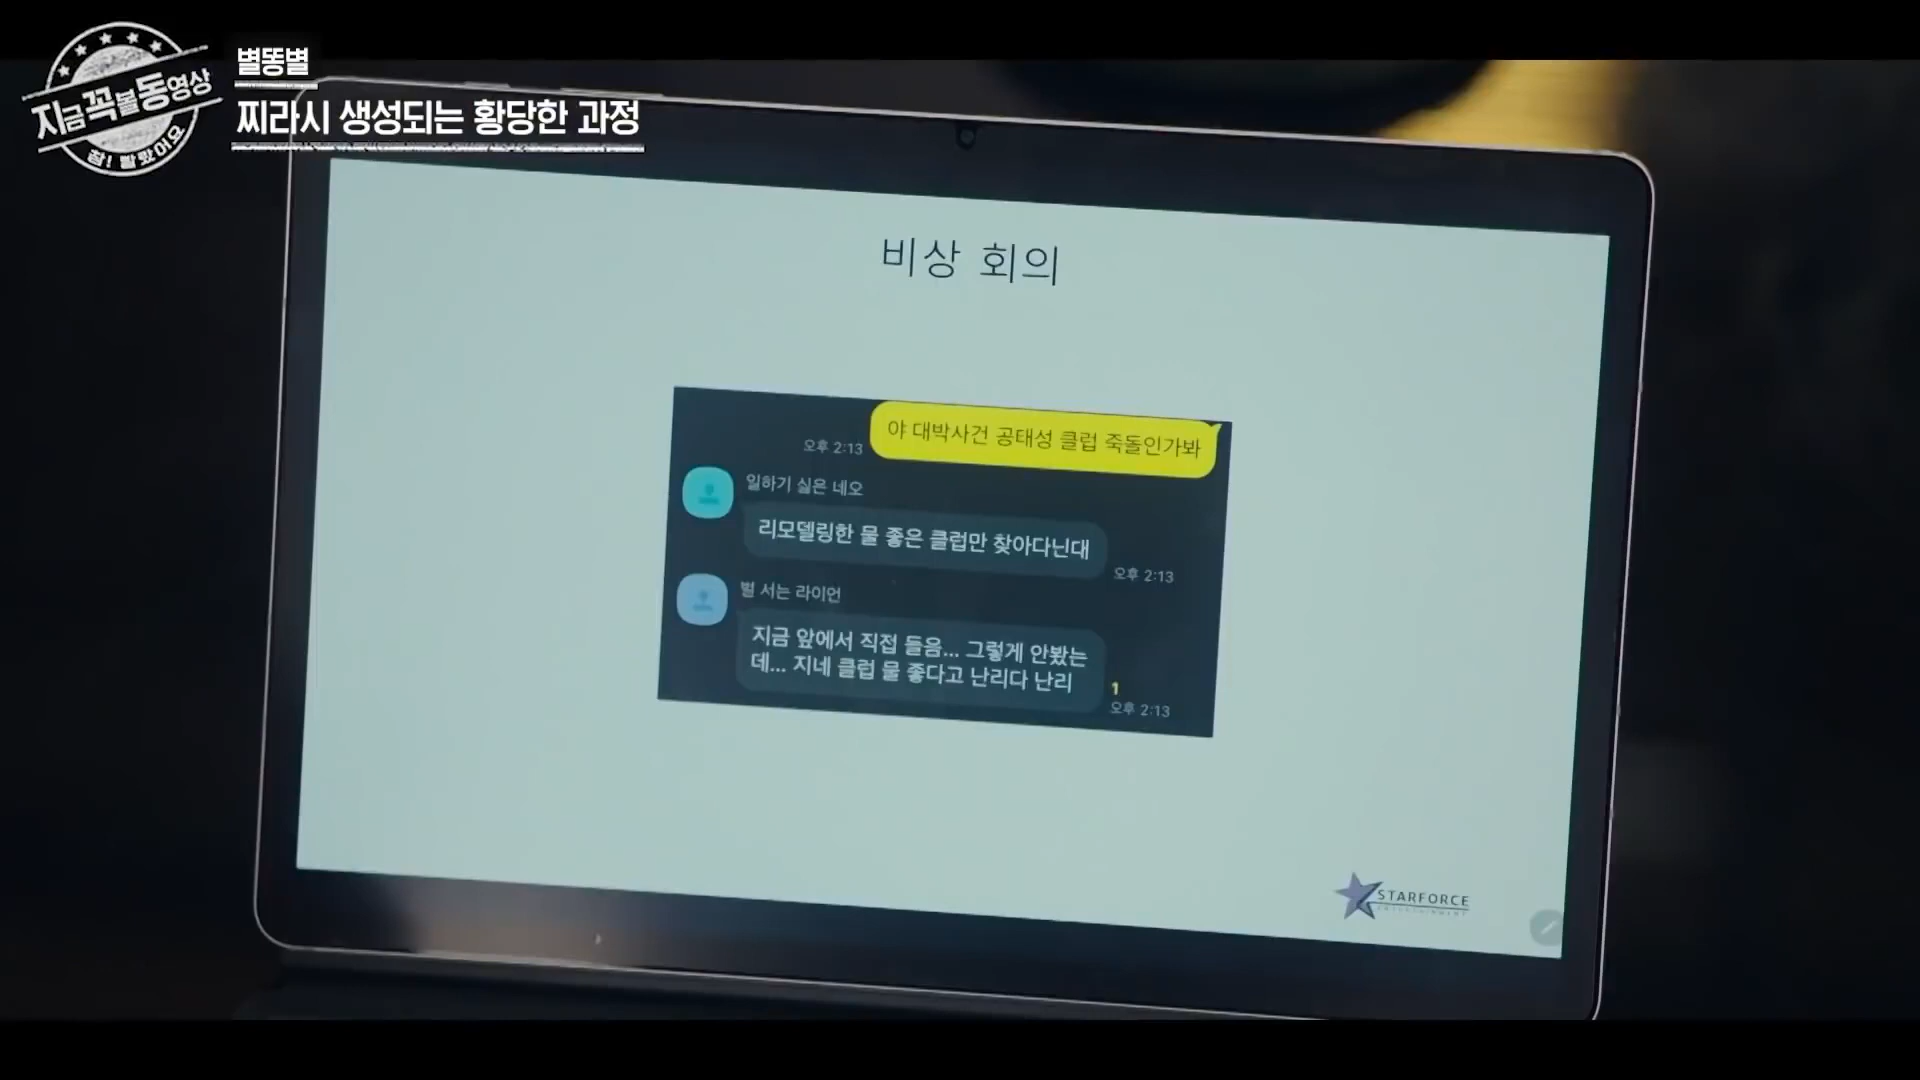 지금꼭볼동영상
참! 빨랐어요
별똥별
찌라시 생성되는 황당한 과정
비상 회의
야 대박사건 공태성 클럽 죽돌인가봐
오후 2:13
일하기 싫은 네오
리모델링한 물 좋은 클럽만 찾아다닌대
오후 2:13
벌 서는 라이언
지금 앞에서 직접 들음... 그렇게 안봤는
데... 지네 클럽 물 좋다고 난리다 난리
1
오후 2:13
STARFORCE
ENTERTAINMENT